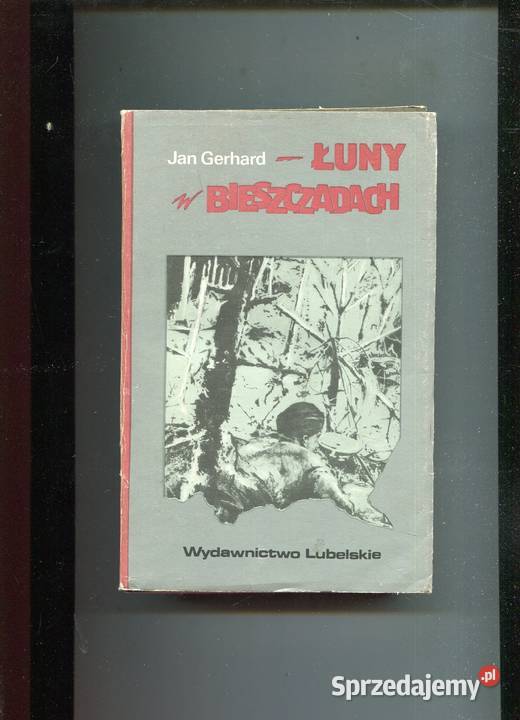 Jan Gerhard – ŁUNY
w BIESZCZADACH
Wydawnictwo Lubelskie
Sprzedajemy.pl